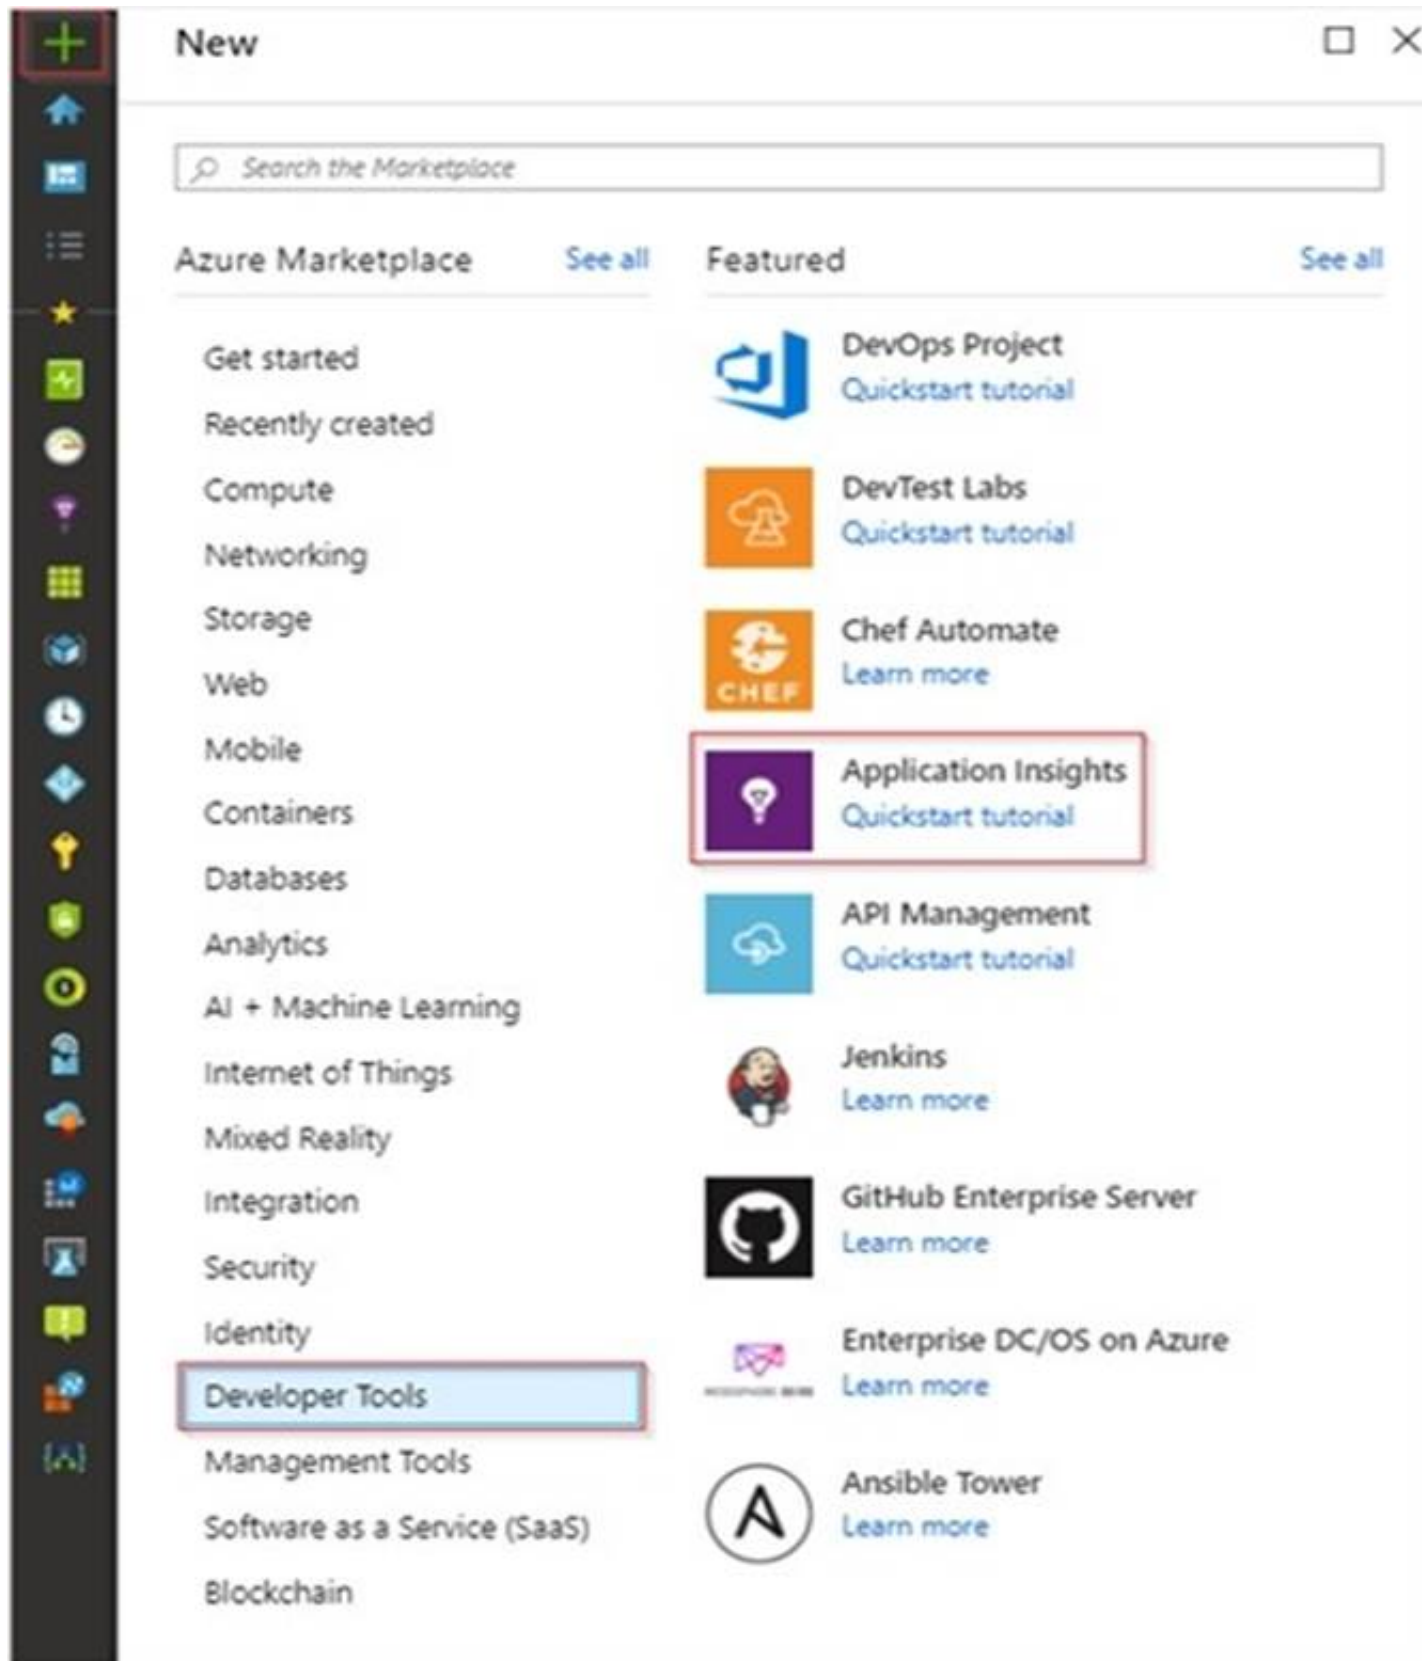 New
Search the Marketplace
Azure Marketplace
See all
Get started
Recently created
Compute
Networking
Storage
Web
Mobile
Containers
Databases
Analytics
AI + Machine Learning
Internet of Things
Mixed Reality
Integration
Security
Identity
Developer Tools
Management Tools
Software as a Service (SaaS)
Blockchain
Featured
See all
DevOps Project
Quickstart tutorial
DevTest Labs
Quickstart tutorial
CHEF
Chef Automate
Learn more
Application Insights
Quickstart tutorial
API Management
Quickstart tutorial
Jenkins
Learn more
GitHub Enterprise Server
Learn more
Enterprise DC/OS on Azure
Learn more
Ansible Tower
Learn more